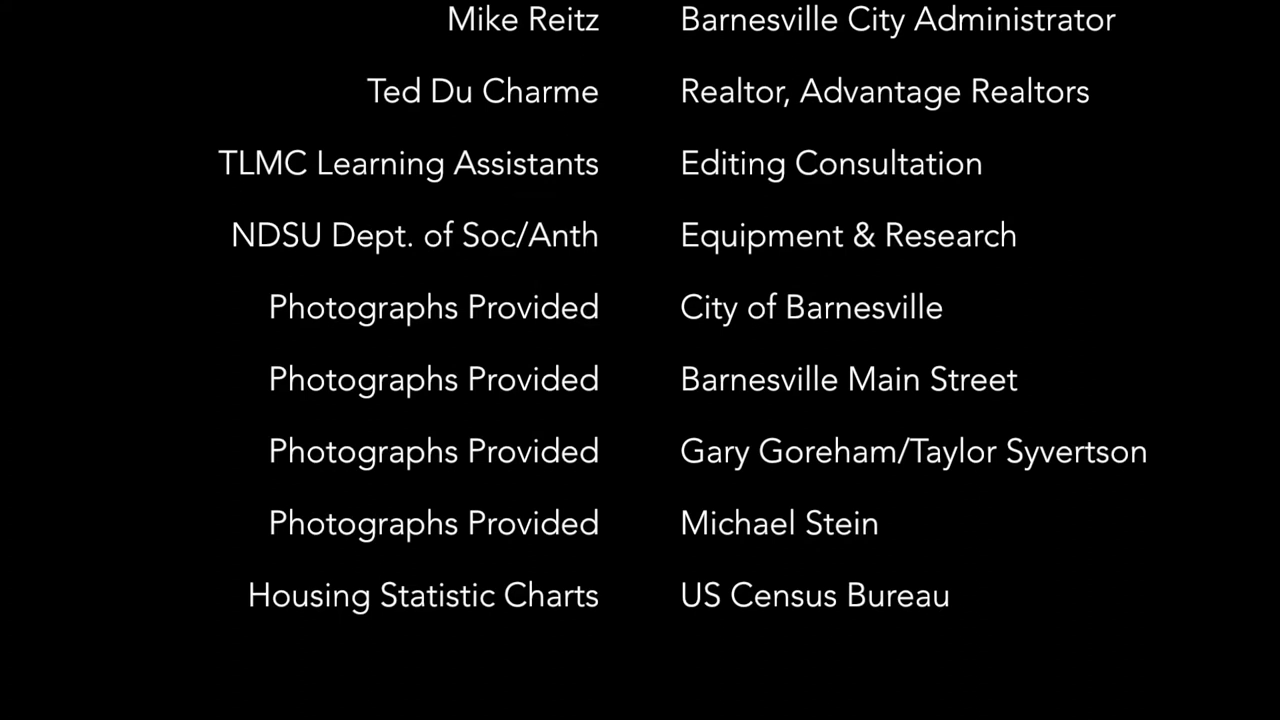 Mike Reitz Barnesville City Administrator
Ted Du Charme Realtor, Advantage Realtors
TLMC Learning Assistants Editing Consultation
NDSU Dept. of Soc/Anth Equipment & Research
Photographs Provided City of Barnesville
Photographs Provided Barnesville Main Street
Photographs Provided Gary Goreham/Taylor Syvertson
Photographs Provided Michael Stein
Housing Statistic Charts US Census Bureau